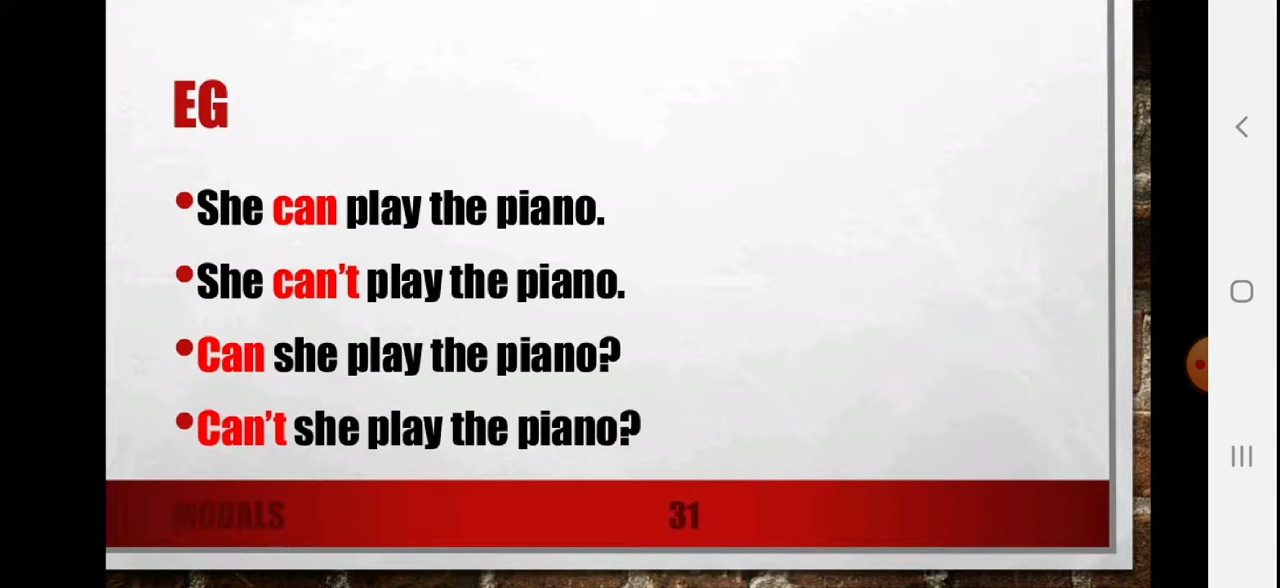 EG
•She can play the piano.
•She can't play the piano.
•Can she play the piano?
•Can't she play the piano?
MODALS 31